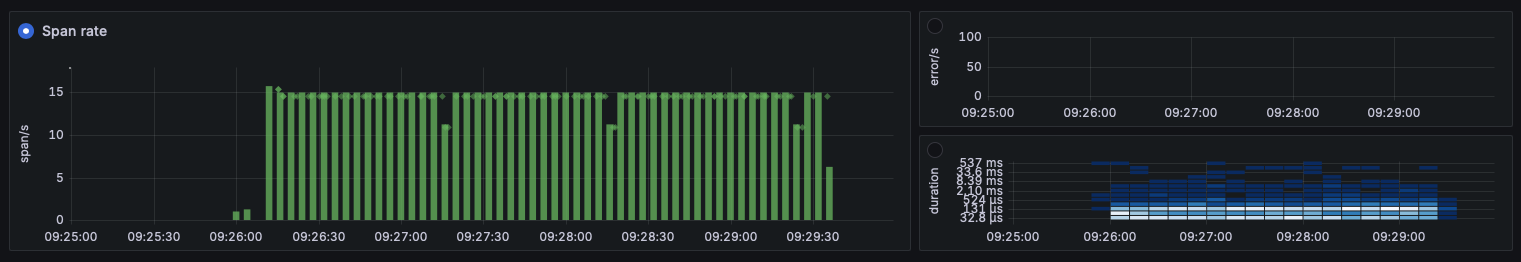 Span rate
span/s
15
10
5
0
09:25:00 09:25:30 09:26:00 09:26:30 09:27:00 09:27:30 09:28:00 09:28:30 09:29:00 09:29:30
error/s
100
50
0
09:25:00 09:26:00 09:27:00 09:28:00 09:29:00
duration
537 ms
33.6 ms
8.39 ms
2.10 ms
524 µs
131 µs
32.8 µs
09:25:00 09:26:00 09:27:00 09:28:00 09:29:00